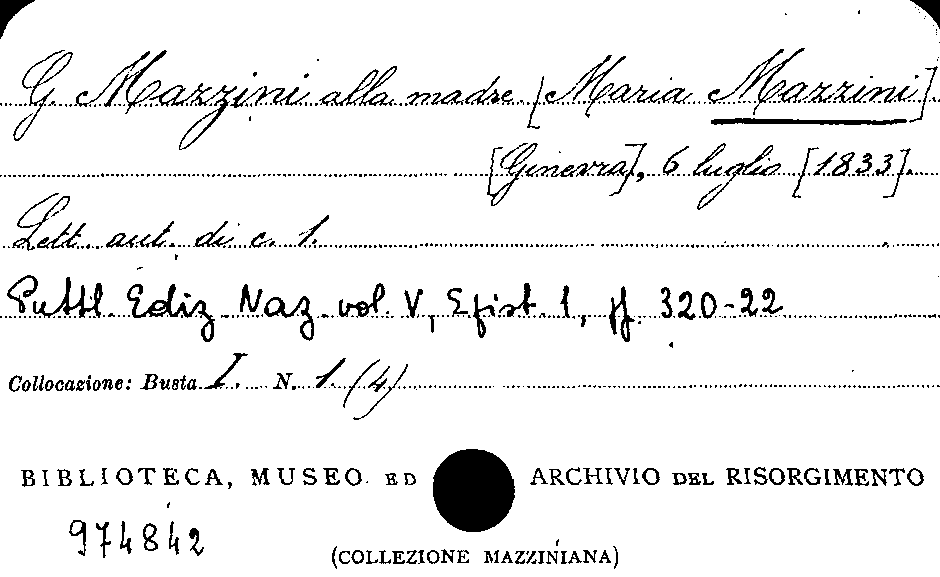 G. Mazzini alla madre [Maria Mazzini].
[Ginevra], 6 luglio [1833].
Lett. aut. di c. 1.
Pubbl. Ediz. Naz. vol. V, Epist. 1, pp. 320-22
Collocazione: Busta I. N. 1. (4)
BIBLIOTECA, MUSEO ED ARCHIVIO DEL RISORGIMENTO
974842
(COLLEZIONE MAZZINIANA)